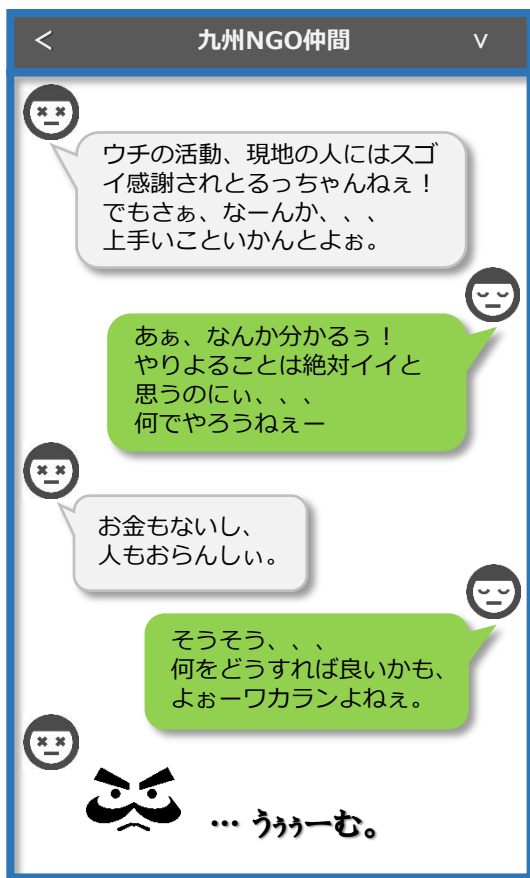 < 九州NGO仲間 ∨
ウチの活動、現地の人にはスゴ
イ感謝されとるっちゃんねぇ！
でもさぁ、なーんか、、、
上手いこといかんとよぉ。
あぁ、なんか分かるぅ！
やりよることは絶対イイと
思うのにぃ、、、
何でやろうねぇー
お金もないし、
人もおらんしぃ。
そうそう、、、
何をどうすれば良いかも、
よぉーワカランよねぇ。
… うぅぅーむ。